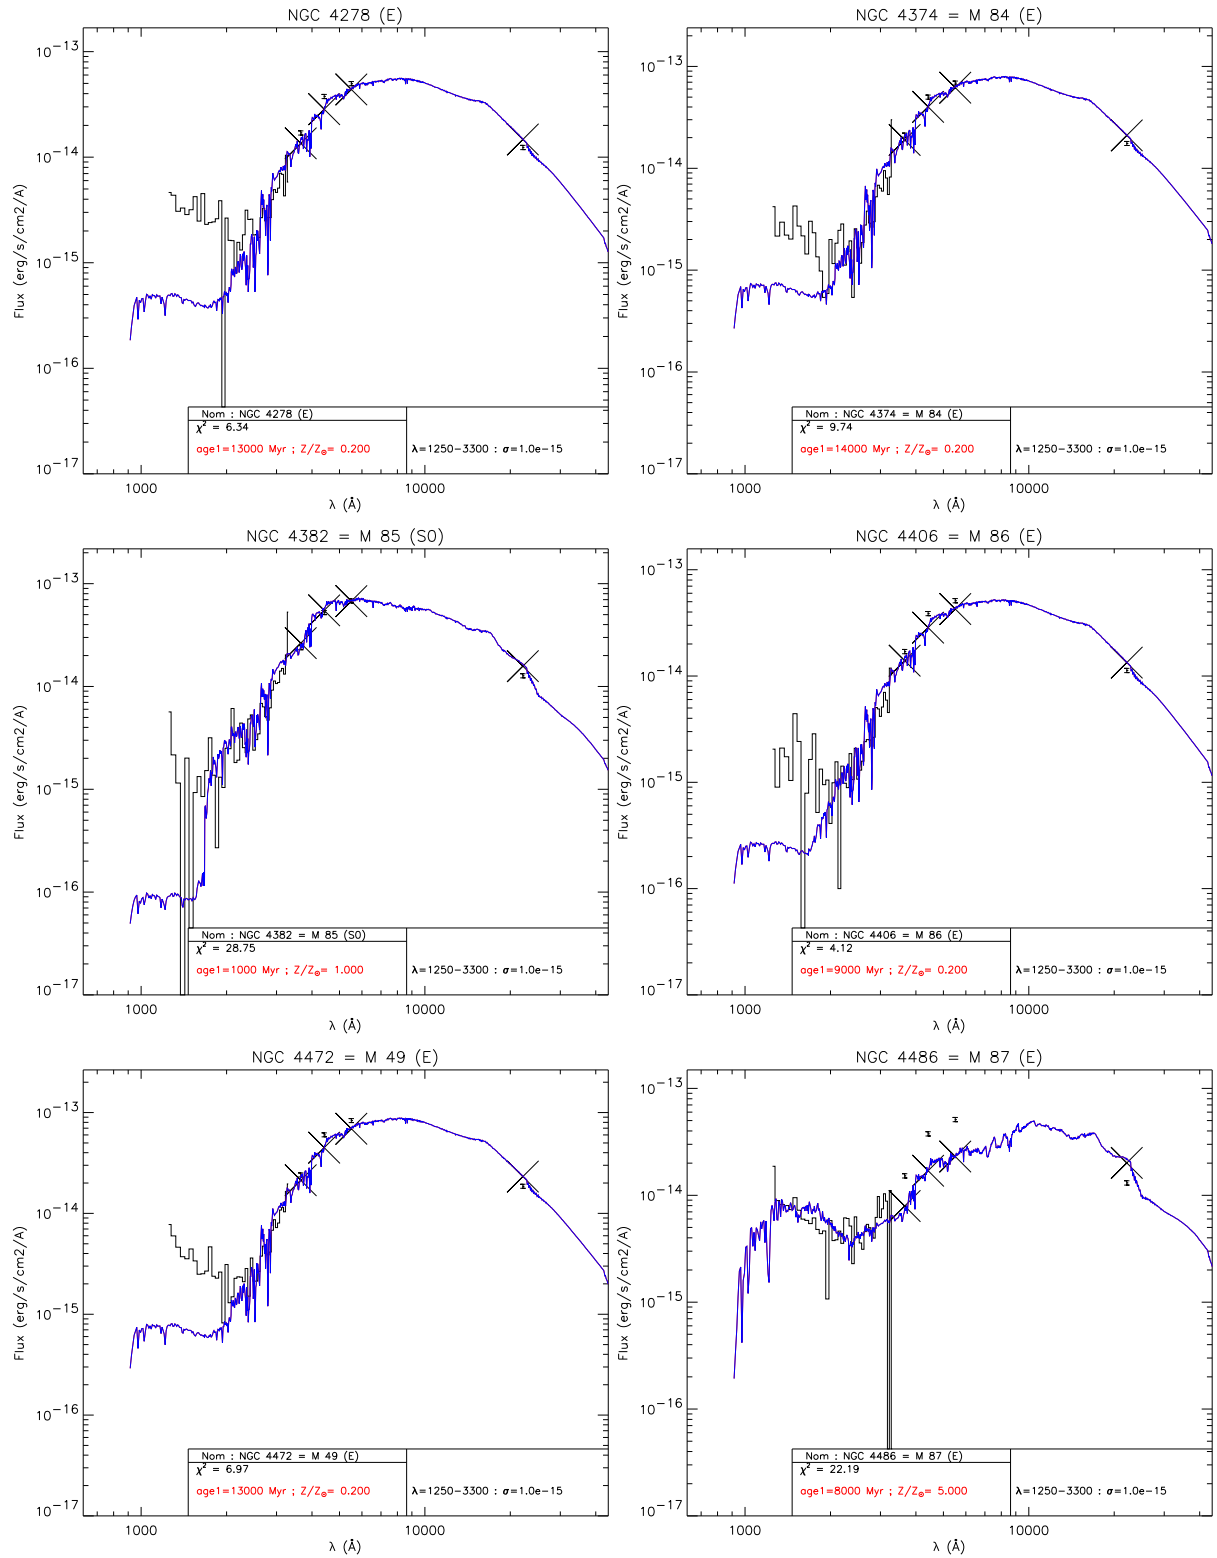 NGC 4278 (E)
10⁻¹³
10⁻¹⁴
10⁻¹⁵
10⁻¹⁶
10⁻¹⁷
Flux (erg/s/cm2/A)
Nom : NGC 4278 (E)
χ² = 6.34
age1=13000 Myr ; Z/Z☉= 0.200
λ=1250−3300 : σ=1.0e−15
1000
10000
λ (Å)
NGC 4374 = M 84 (E)
10⁻¹³
10⁻¹⁴
10⁻¹⁵
10⁻¹⁶
10⁻¹⁷
Flux (erg/s/cm2/A)
Nom : NGC 4374 = M 84 (E)
χ² = 9.74
age1=14000 Myr ; Z/Z☉= 0.200
λ=1250−3300 : σ=1.0e−15
1000
10000
λ (Å)
NGC 4382 = M 85 (S0)
10⁻¹³
10⁻¹⁴
10⁻¹⁵
10⁻¹⁶
10⁻¹⁷
Flux (erg/s/cm2/A)
Nom : NGC 4382 = M 85 (S0)
χ² = 28.75
age1=1000 Myr ; Z/Z☉= 1.000
λ=1250−3300 : σ=1.0e−15
1000
10000
λ (Å)
NGC 4406 = M 86 (E)
10⁻¹³
10⁻¹⁴
10⁻¹⁵
10⁻¹⁶
10⁻¹⁷
Flux (erg/s/cm2/A)
Nom : NGC 4406 = M 86 (E)
χ² = 4.12
age1=9000 Myr ; Z/Z☉= 0.200
λ=1250−3300 : σ=1.0e−15
1000
10000
λ (Å)
NGC 4472 = M 49 (E)
10⁻¹³
10⁻¹⁴
10⁻¹⁵
10⁻¹⁶
10⁻¹⁷
Flux (erg/s/cm2/A)
Nom : NGC 4472 = M 49 (E)
χ² = 6.97
age1=13000 Myr ; Z/Z☉= 0.200
λ=1250−3300 : σ=1.0e−15
1000
10000
λ (Å)
NGC 4486 = M 87 (E)
10⁻¹³
10⁻¹⁴
10⁻¹⁵
10⁻¹⁶
10⁻¹⁷
Flux (erg/s/cm2/A)
Nom : NGC 4486 = M 87 (E)
χ² = 22.19
age1=8000 Myr ; Z/Z☉= 5.000
λ=1250−3300 : σ=1.0e−15
1000
10000
λ (Å)